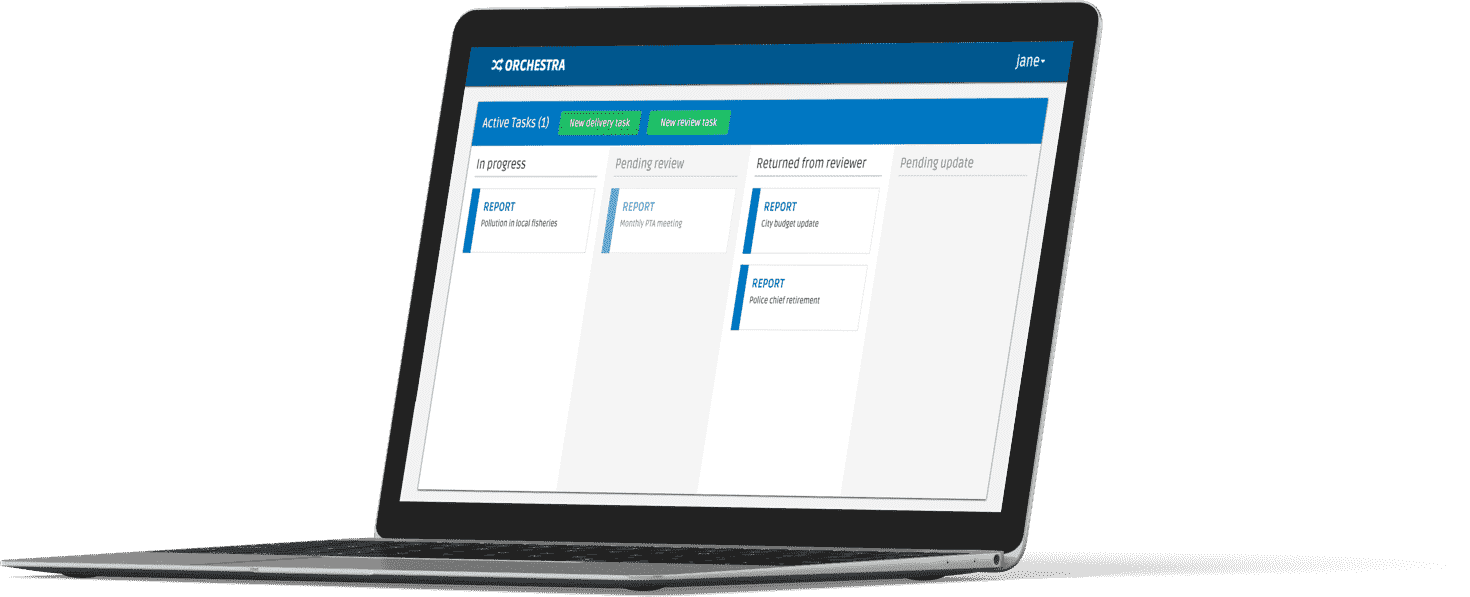 ORCHESTRA
jane
Active Tasks (1)
New delivery task
New review task
In progress
Pending review
Returned from reviewer
Pending update
REPORT
Pollution in local fisheries
REPORT
Monthly PTA meeting
REPORT
City budget update
REPORT
Police chief retirement